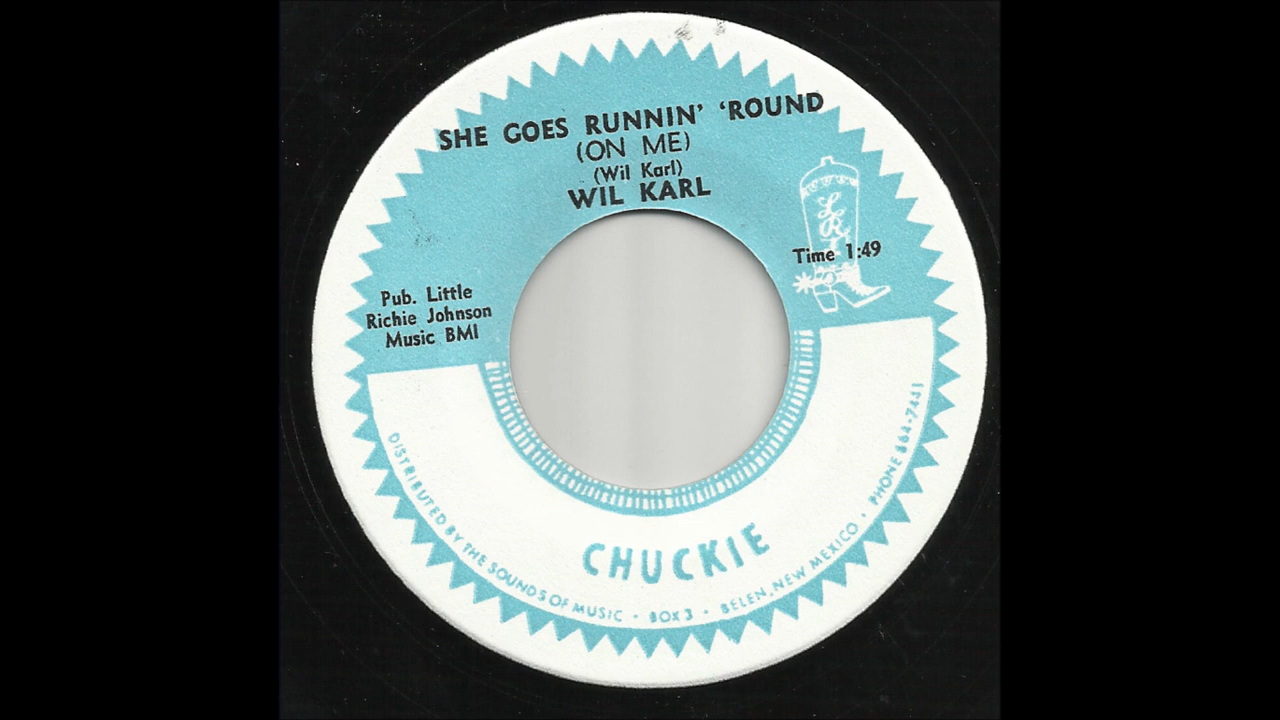 SHE GOES RUNNIN' 'ROUND
(ON ME)
(Wil Karl)
WIL KARL
LRJ
Time 1:49
Pub. Little
Richie Johnson
Music BMI
CHUCKIE
DISTRIBUTED BY THE SOUNDS OF MUSIC • BOX 3 • BELEN, NEW MEXICO • PHONE 864-7441